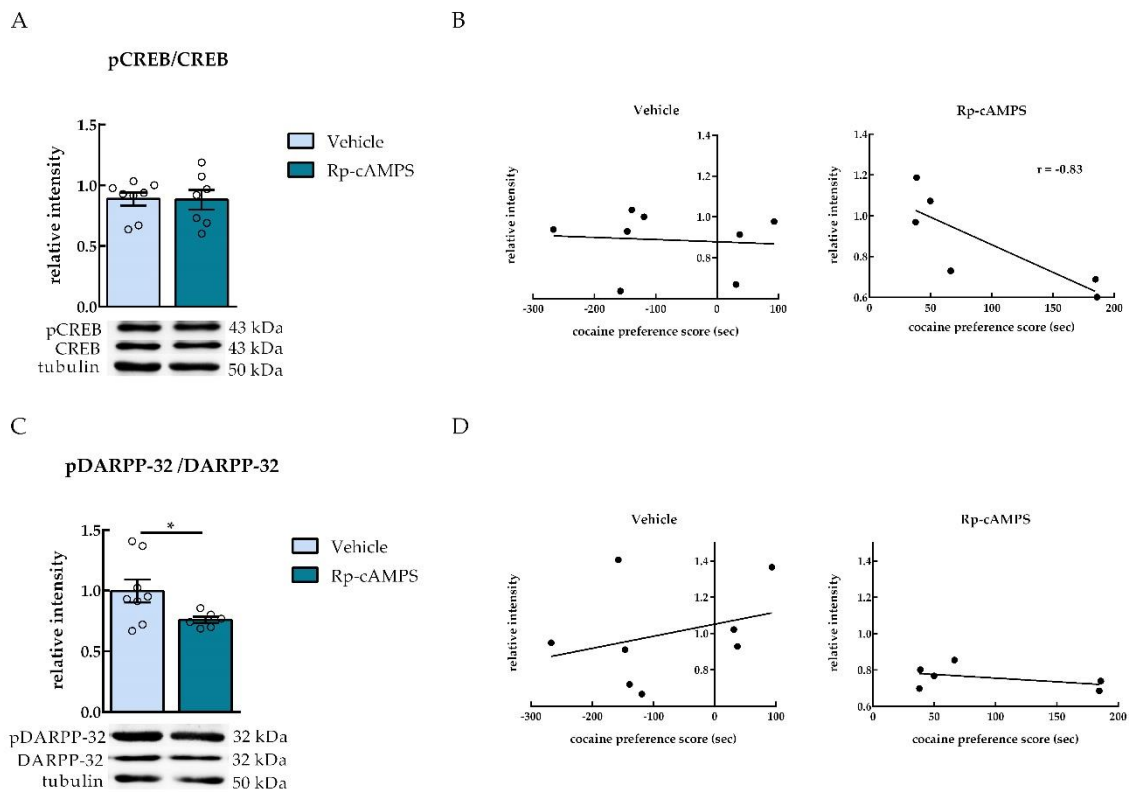 A
B
pCREB/CREB
Vehicle
Rp-cAMPS
1.5
1.0
0.5
0.0
relative intensity
Vehicle
Rp-cAMPS
pCREB
43 kDa
CREB
43 kDa
tubulin
50 kDa
1.4
1.2
1.0
0.8
relative intensity
-300
-200
-100
0
100
cocaine preference score (sec)
1.4
1.2
1.0
0.8
0.6
relative intensity
r = -0.83
0
50
100
150
200
cocaine preference score (sec)
C
D
pDARPP-32 /DARPP-32
Vehicle
Rp-cAMPS
1.5
1.0
0.5
0.0
relative intensity
*
Vehicle
Rp-cAMPS
pDARPP-32
32 kDa
DARPP-32
32 kDa
tubulin
50 kDa
1.4
1.2
1.0
0.8
relative intensity
-300
-200
-100
0
100
cocaine preference score (sec)
1.4
1.2
1.0
0.8
0.6
relative intensity
0
50
100
150
200
cocaine preference score (sec)